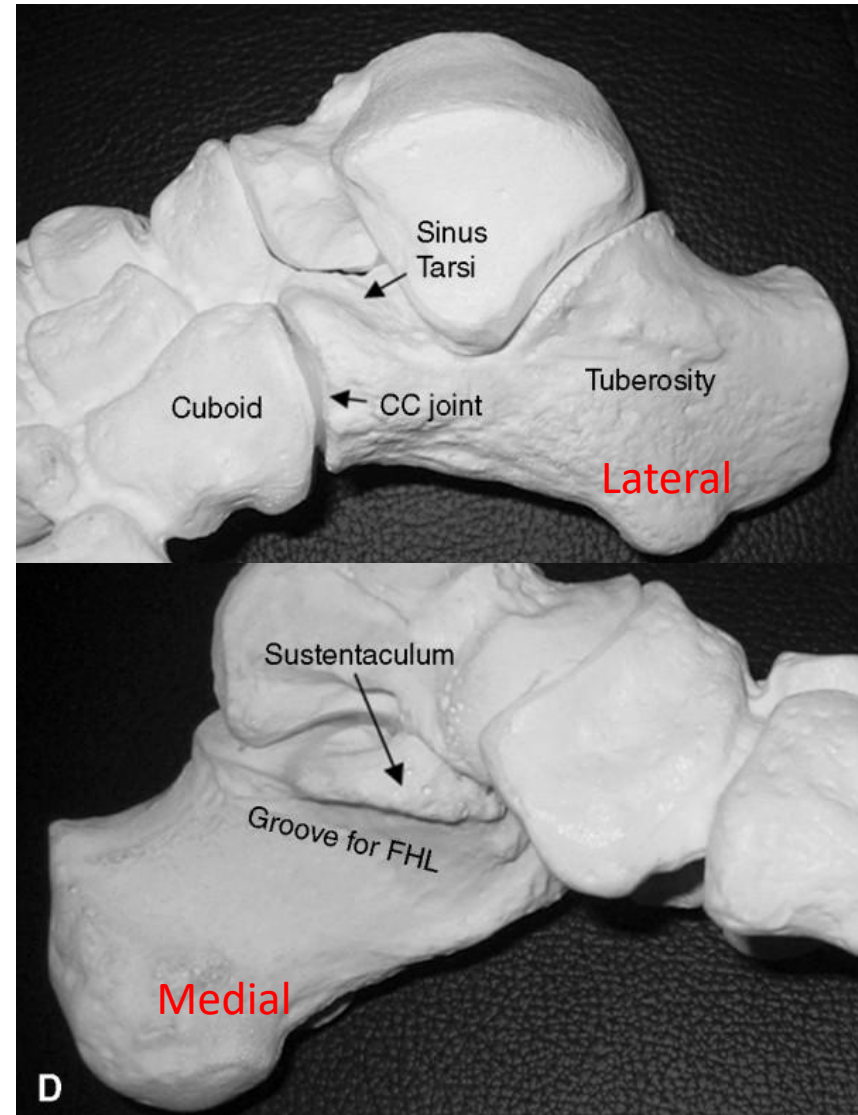 Sinus
Tarsi
Cuboid
CC joint
Tuberosity
Lateral
Sustentaculum
Groove for FHL
Medial
D